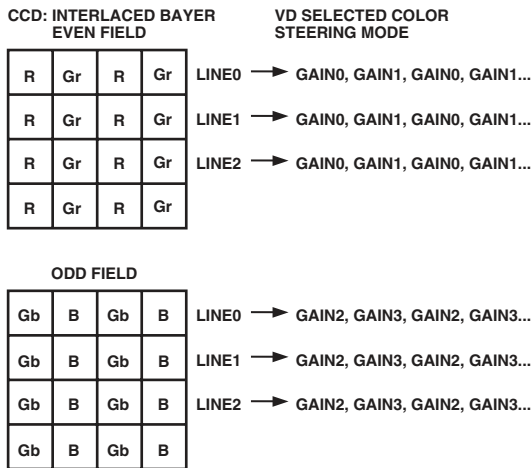 CCD: INTERLACED BAYER EVEN FIELD
VD SELECTED COLOR STEERING MODE
R Gr R Gr LINE0 GAIN0, GAIN1, GAIN0, GAIN1...
R Gr R Gr LINE1 GAIN0, GAIN1, GAIN0, GAIN1...
R Gr R Gr LINE2 GAIN0, GAIN1, GAIN0, GAIN1...
R Gr R Gr
ODD FIELD
Gb B Gb B LINE0 GAIN2, GAIN3, GAIN2, GAIN3...
Gb B Gb B LINE1 GAIN2, GAIN3, GAIN2, GAIN3...
Gb B Gb B LINE2 GAIN2, GAIN3, GAIN2, GAIN3...
Gb B Gb B